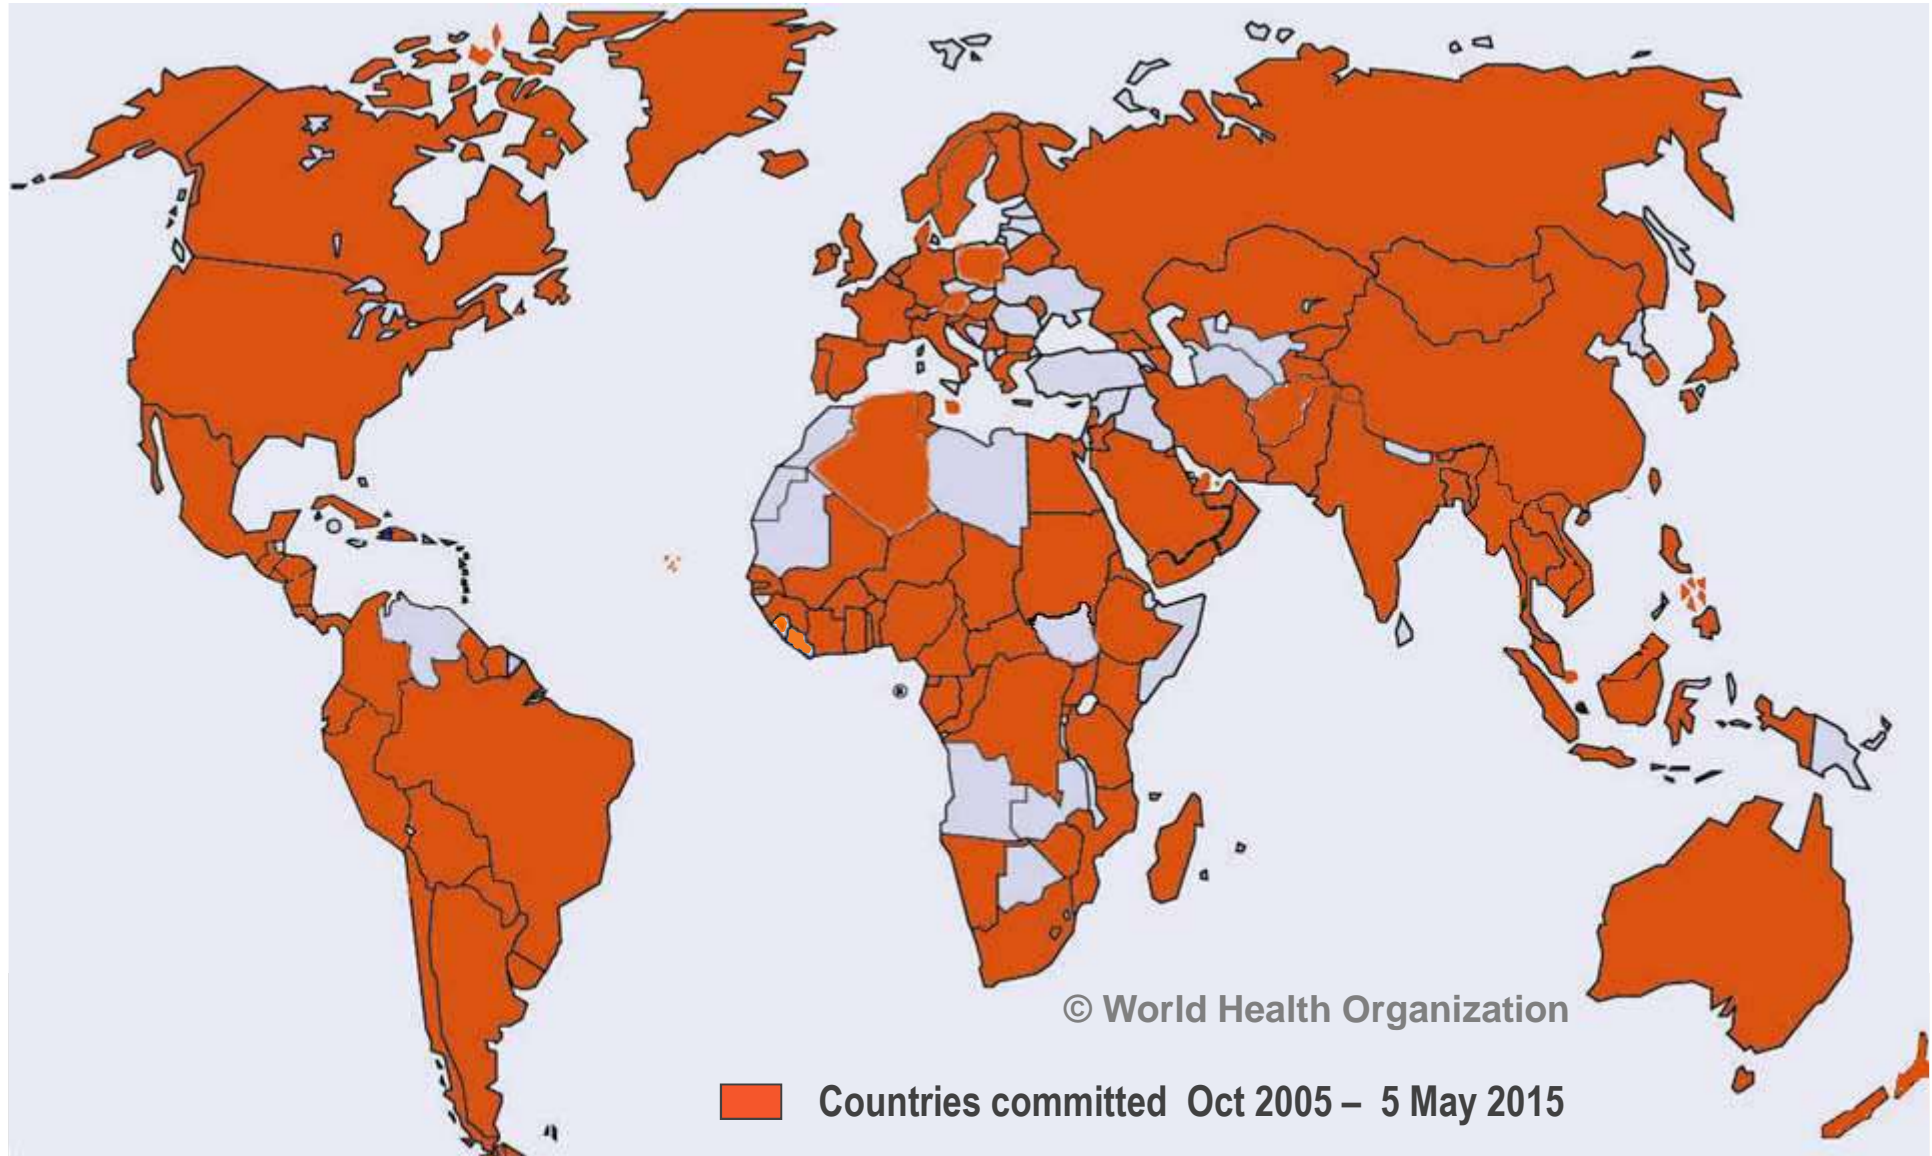 © World Health Organization
Countries committed Oct 2005 – 5 May 2015